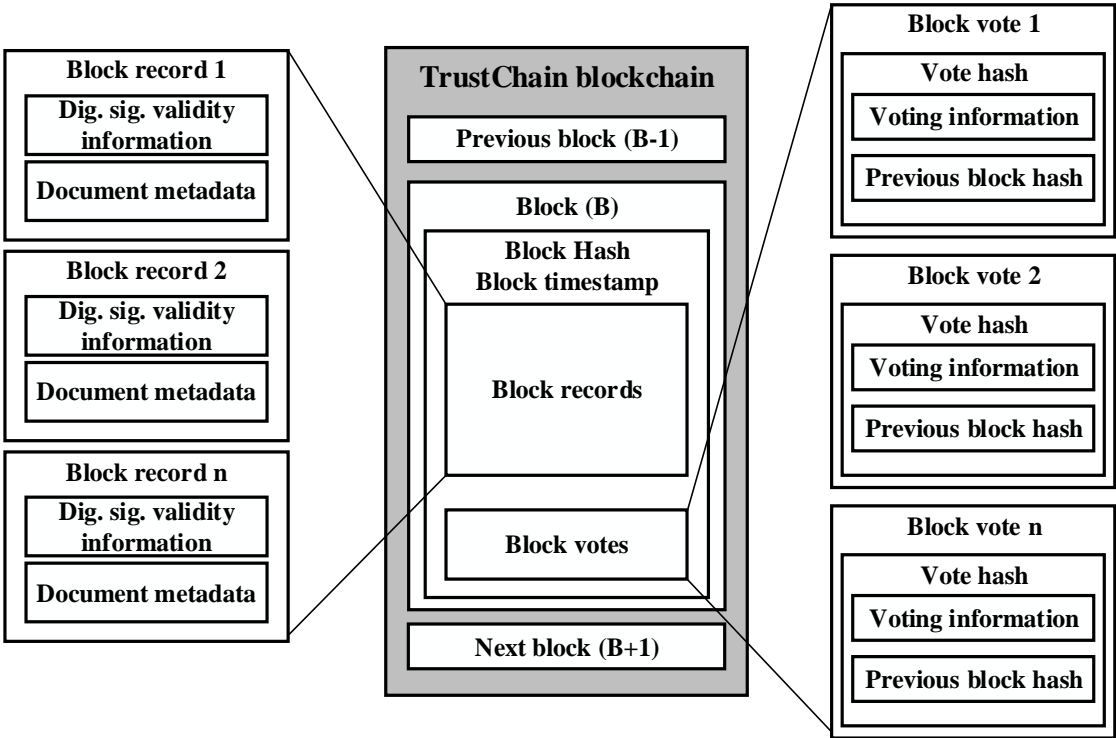 Block record 1
Dig. sig. validity
information
Document metadata
Block record 2
Dig. sig. validity
information
Document metadata
Block record n
Dig. sig. validity
information
Document metadata
TrustChain blockchain
Previous block (B-1)
Block (B)
Block Hash
Block timestamp
Block records
Block votes
Next block (B+1)
Block vote 1
Vote hash
Voting information
Previous block hash
Block vote 2
Vote hash
Voting information
Previous block hash
Block vote n
Vote hash
Voting information
Previous block hash